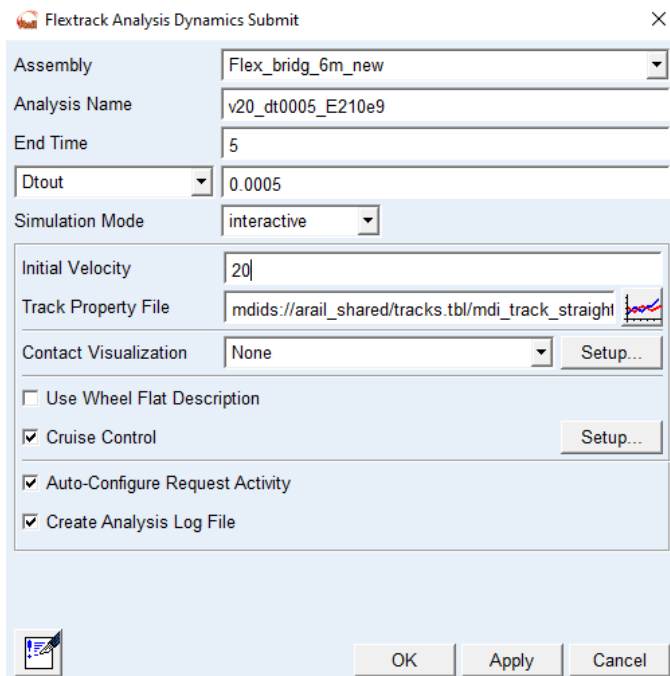 Flextrack Analysis Dynamics Submit
Assembly Flex_bridg_6m_new
Analysis Name v20_dt0005_E210e9
End Time 5
Dtout 0.0005
Simulation Mode interactive
Initial Velocity 20
Track Property File mdids://arail_shared/tracks.tbl/mdi_track_straight
Contact Visualization None Setup...
Use Wheel Flat Description
Cruise Control Setup...
Auto-Configure Request Activity
Create Analysis Log File
OK Apply Cancel